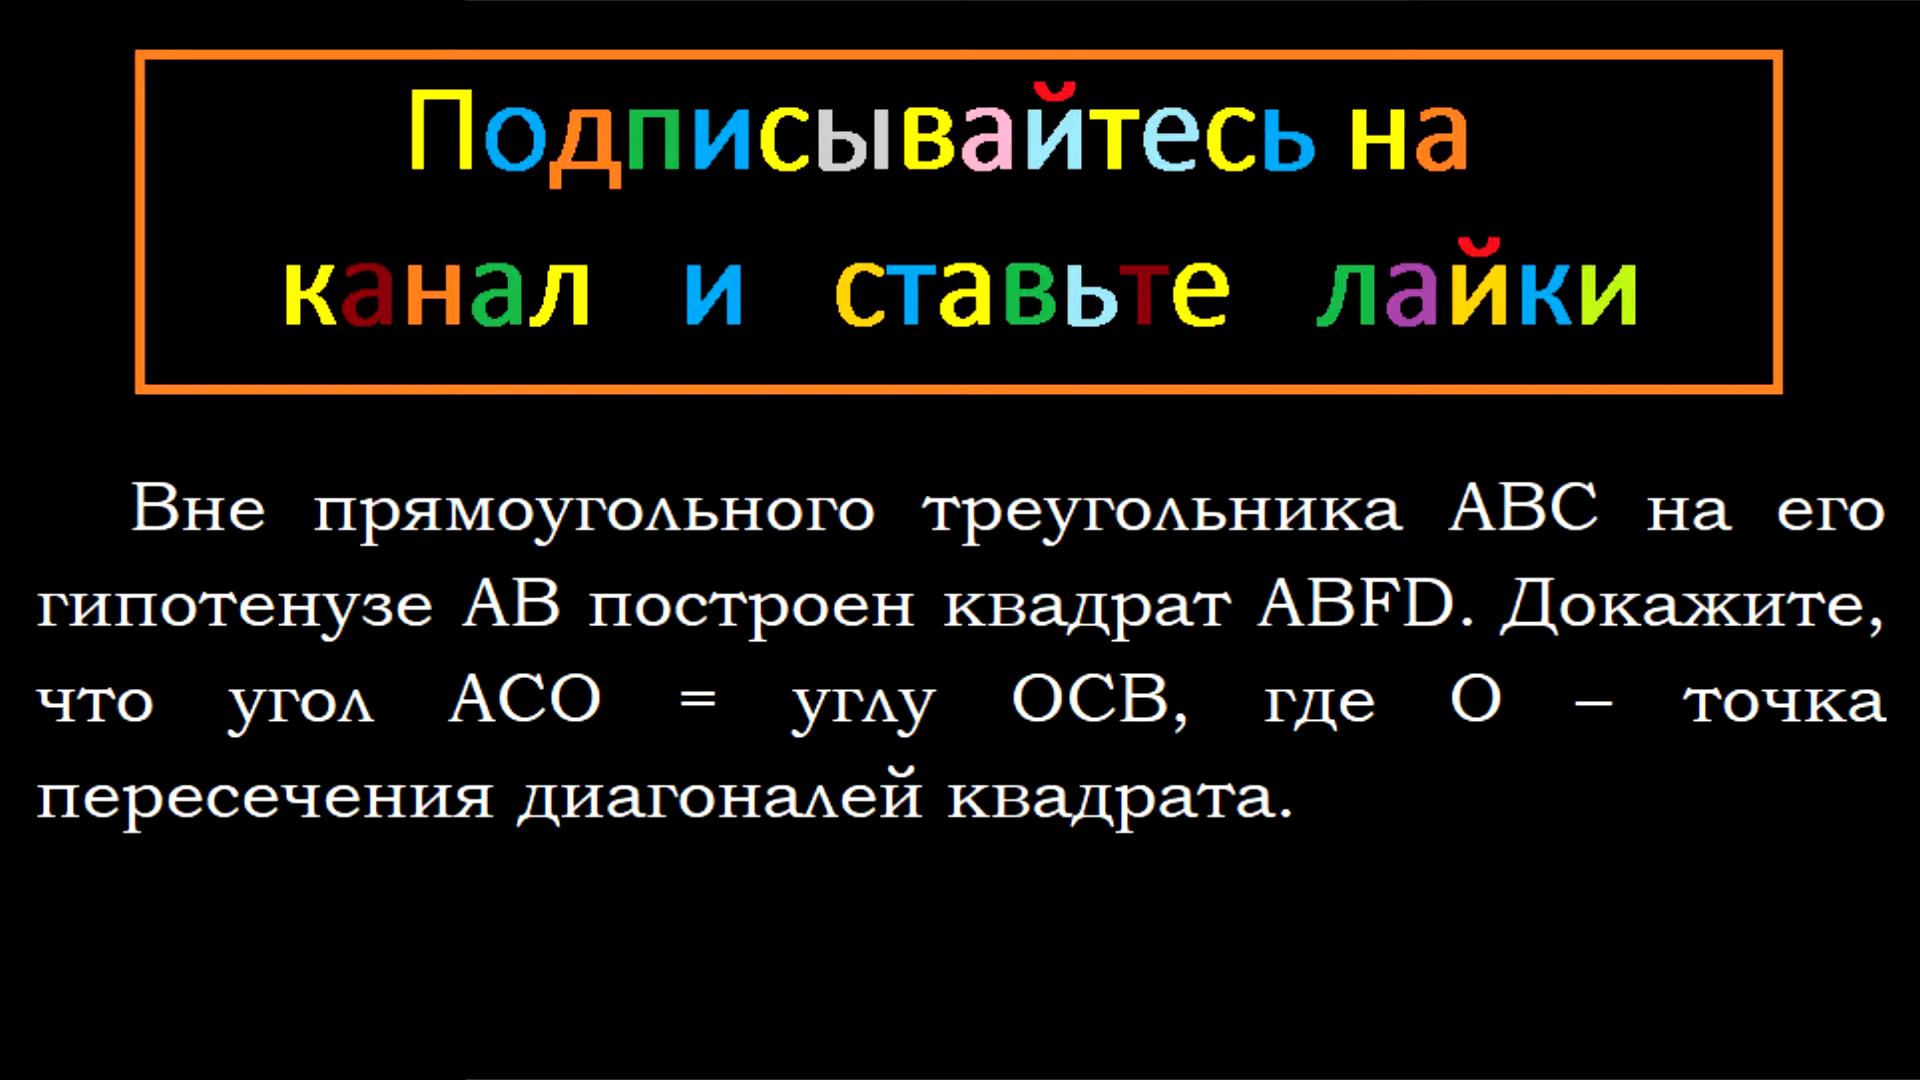 Подписывайтесь на
канал и ставьте лайки
Вне прямоугольного треугольника ABC на его
гипотенузе AB построен квадрат ABFD. Докажите,
что угол ACO = углу OCB, где O – точка
пересечения диагоналей квадрата.